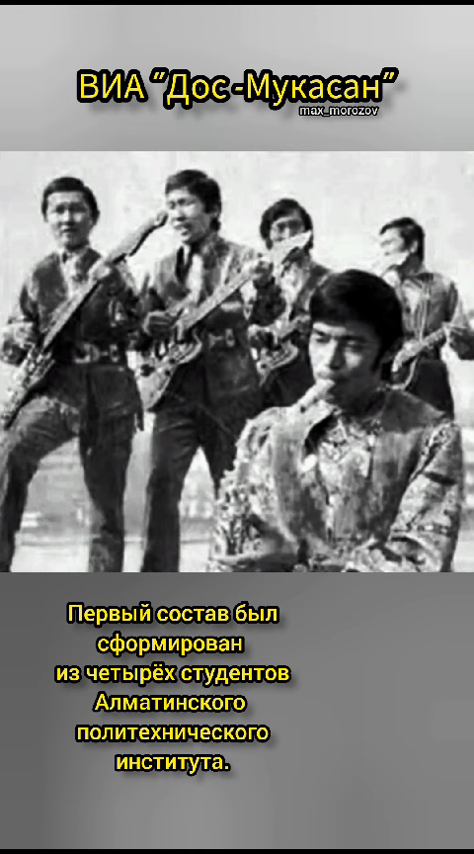 ВИА "Дос-Мукасан"
max_morozov
Первый состав был
сформирован
из четырёх студентов
Алматинского
политехнического
института.